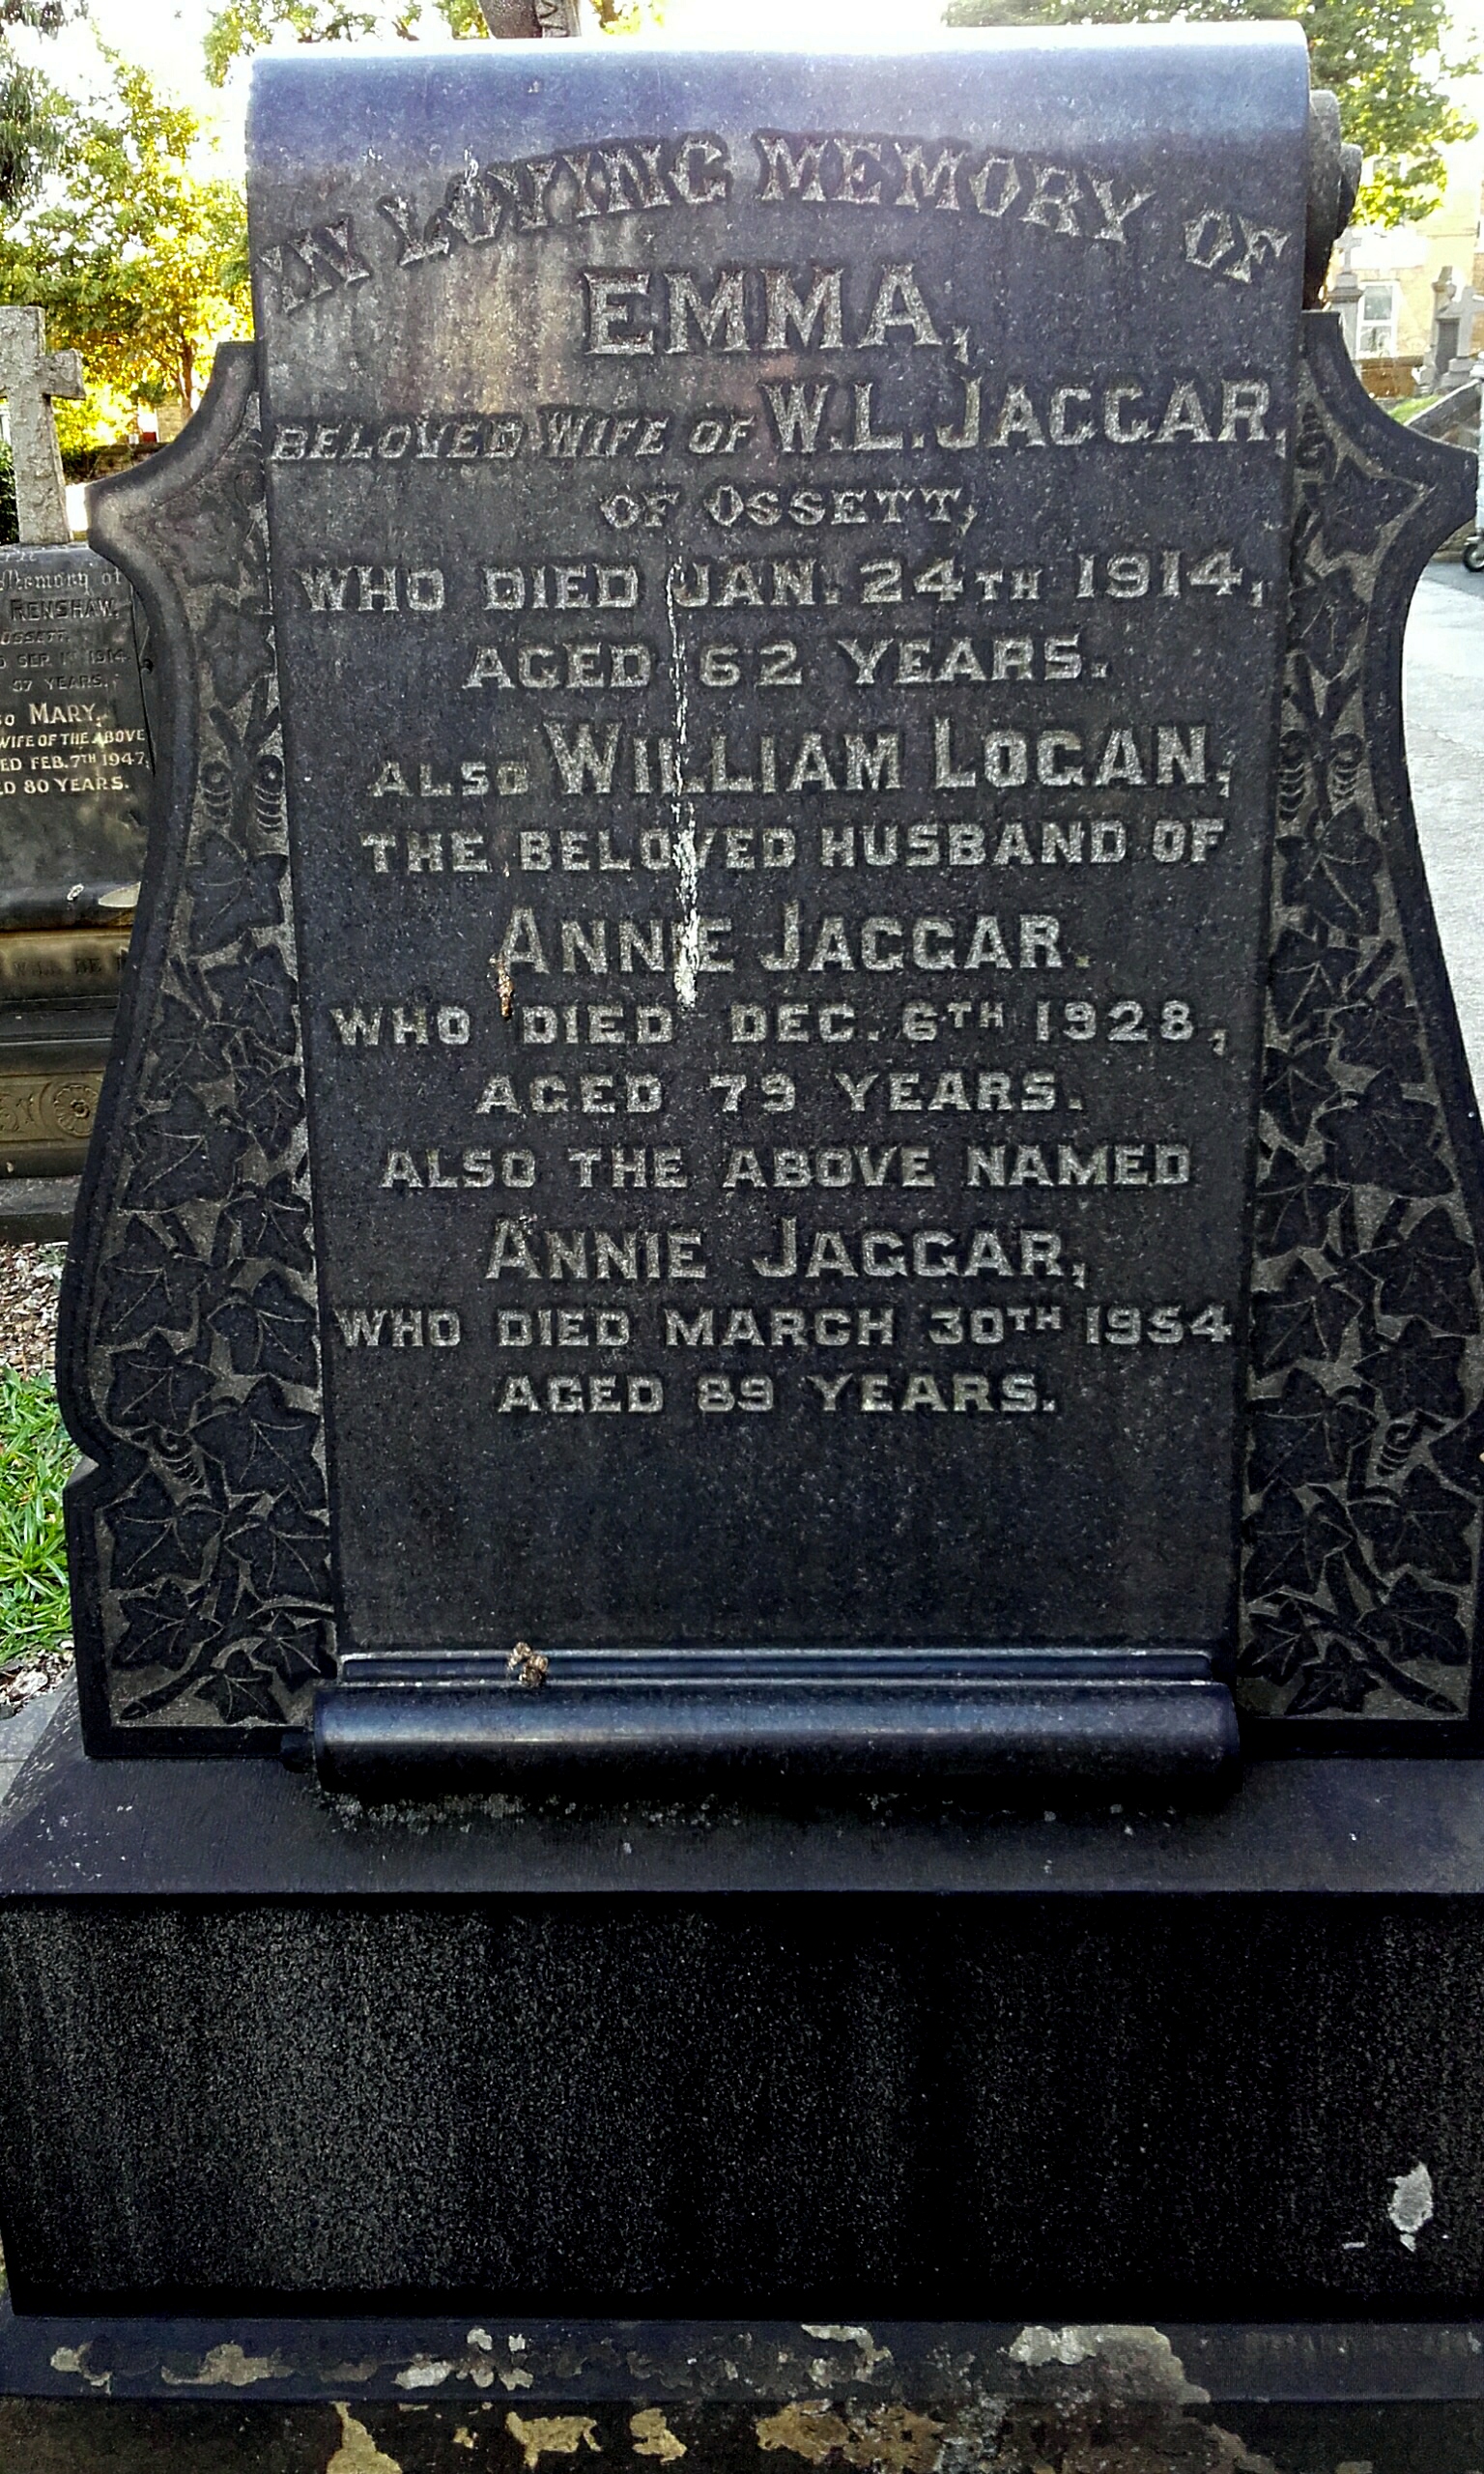 IN LOVING MEMORY OF
EMMA,
BELOVED WIFE OF W.L. JAGGAR,
OF OSSETT,
WHO DIED JAN. 24TH 1914,
AGED 62 YEARS.
ALSO WILLIAM LOGAN,
THE BELOVED HUSBAND OF
ANNIE JAGGAR.
WHO DIED DEC. 6TH 1928,
AGED 79 YEARS.
ALSO THE ABOVE NAMED
ANNIE JAGGAR,
WHO DIED MARCH 30TH 1954
AGED 89 YEARS.
Memory of
RENSHAW,
OSSETT.
SEP. 1ST 1914
57 YEARS.
MARY,
WIFE OF THE ABOVE
ED FEB. 7TH 1947,
D 80 YEARS.